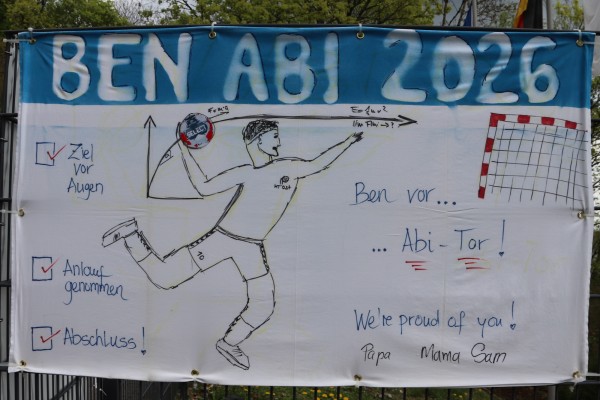 BEN ABI 2026
Ziel
vor
Augen
Anlauf
genommen
Abschluss!
SELECT
Ben vor...
... Abi-Tor!
We're proud of you!
Papa Mama Sam